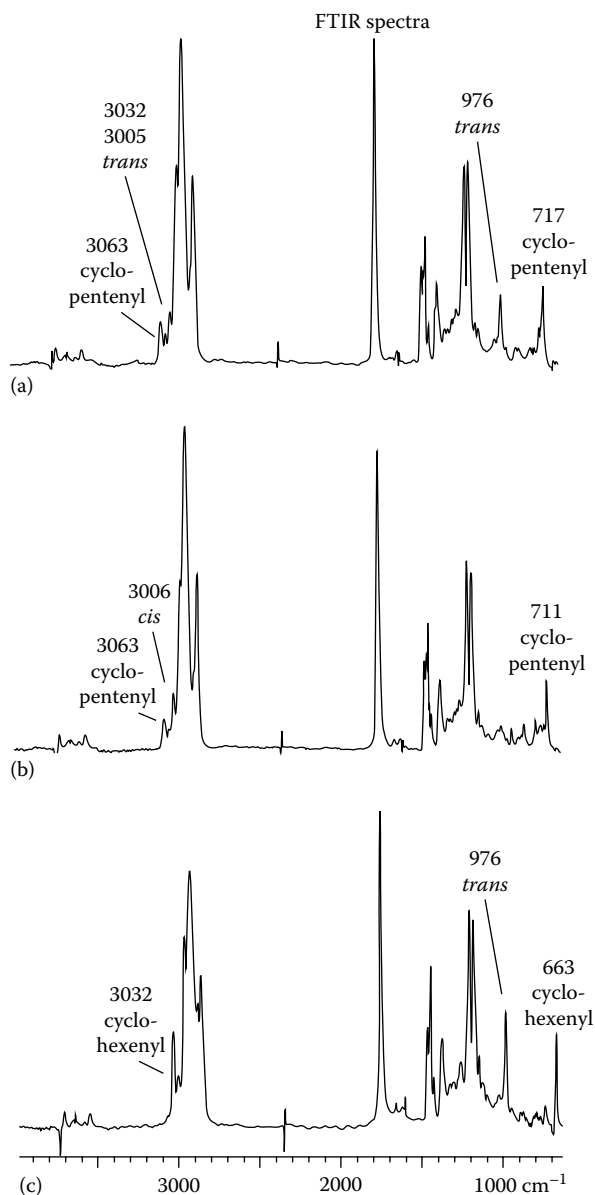 FTIR spectra
3032
3005
trans
976
trans
3063
cyclo-
pentenyl
717
cyclo-
pentenyl
(a)
3006
cis
3063
cyclo-
pentenyl
711
cyclo-
pentenyl
(b)
976
trans
3032
cyclo-
hexenyl
663
cyclo-
hexenyl
(c)
3000 2000 1000 cm⁻¹